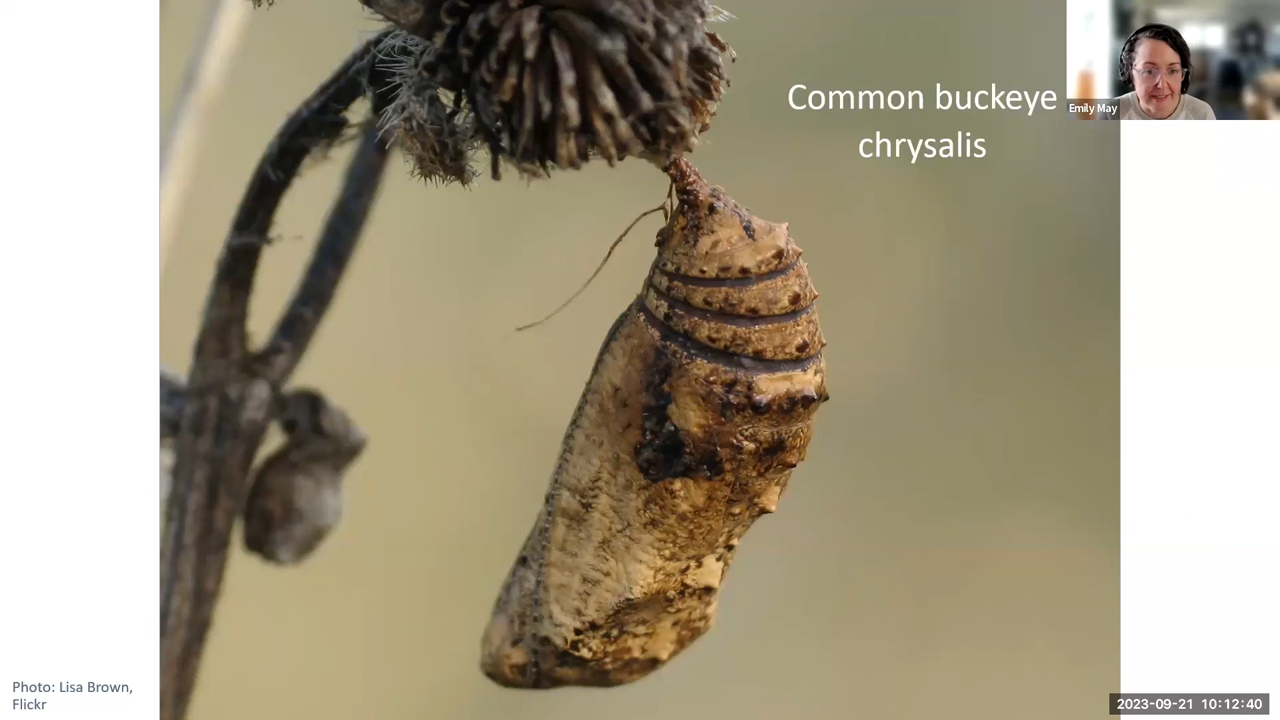 Common buckeye
chrysalis
Emily May
Photo: Lisa Brown,
Flickr
2023-09-21 10:12:40